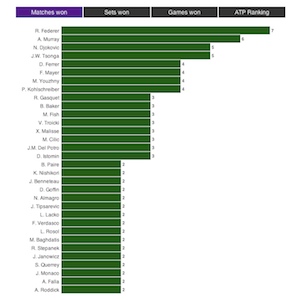 Matches won Sets won Games won ATP Ranking
R. Federer 7
A. Murray 6
N. Djokovic 5
J.W. Tsonga 5
D. Ferrer 4
F. Mayer 4
M. Youzhny 4
P. Kohlschreiber 4
R. Gasquet 3
B. Baker 3
M. Fish 3
V. Troicki 3
X. Malisse 3
M. Cilic 3
J.M. Del Potro 3
D. Istomin 3
B. Paire 2
K. Nishikori 2
J. Benneteau 2
D. Goffin 2
N. Almagro 2
J. Tipsarevic 2
L. Lacko 2
F. Verdasco 2
L. Rosol 2
M. Baghdatis 2
R. Stepanek 2
J. Janowicz 2
S. Querrey 2
J. Monaco 2
A. Falla 2
A. Roddick 2